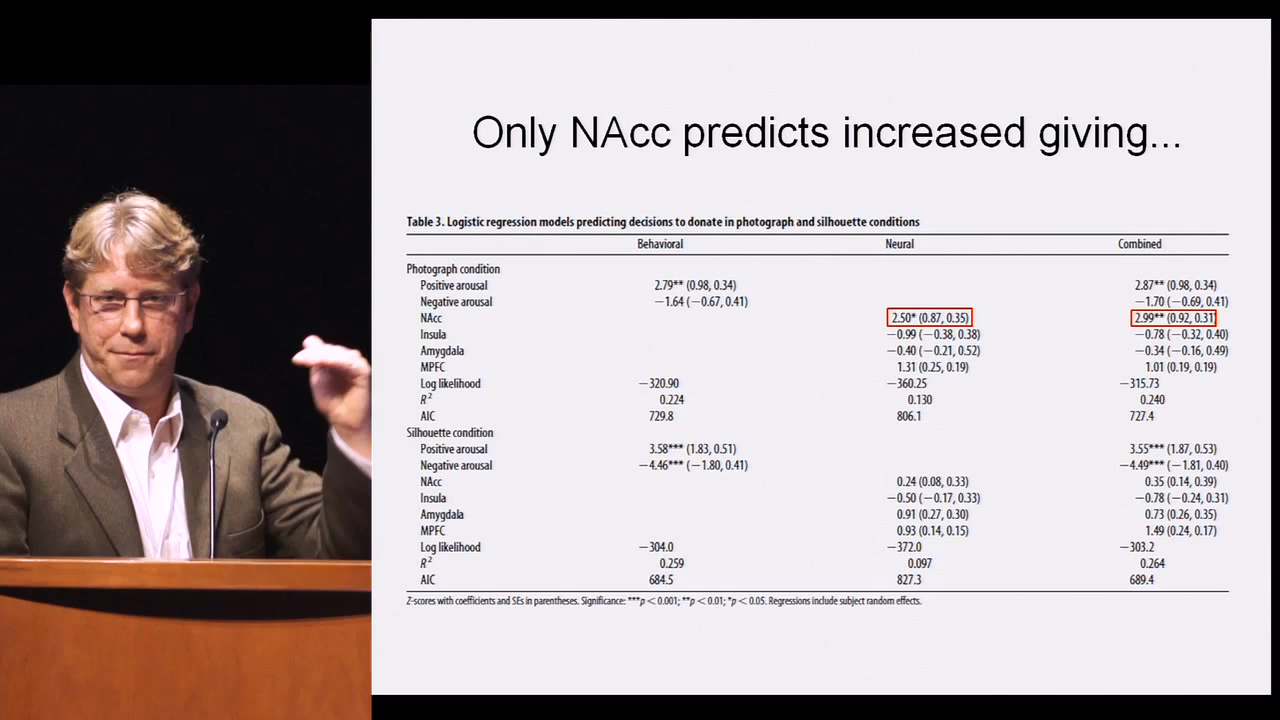 Only NAcc predicts increased giving...
Table 3. Logistic regression models predicting decisions to donate in photograph and silhouette conditions
Behavioral Neural Combined
Photograph condition
Positive arousal 2.79** (0.98, 0.34) 2.87** (0.98, 0.34)
Negative arousal −1.64 (−0.67, 0.41) −1.70 (−0.69, 0.41)
NAcc 2.50* (0.87, 0.35) 2.99** (0.92, 0.31)
Insula −0.99 (−0.38, 0.38) −0.78 (−0.32, 0.40)
Amygdala −0.40 (−0.21, 0.52) −0.34 (−0.16, 0.49)
MPFC 1.31 (0.25, 0.19) 1.01 (0.19, 0.19)
Log likelihood −320.90 −360.25 −315.73
R² 0.224 0.130 0.240
AIC 729.8 806.1 727.4
Silhouette condition
Positive arousal 3.58*** (1.83, 0.51) 3.55*** (1.87, 0.53)
Negative arousal −4.46*** (−1.80, 0.41) −4.49*** (−1.81, 0.40)
NAcc 0.24 (0.08, 0.33) 0.35 (0.14, 0.39)
Insula −0.50 (−0.17, 0.33) −0.78 (−0.24, 0.31)
Amygdala 0.91 (0.27, 0.30) 0.73 (0.26, 0.35)
MPFC 0.93 (0.14, 0.15) 1.49 (0.24, 0.17)
Log likelihood −304.0 −372.0 −303.2
R² 0.259 0.097 0.264
AIC 684.5 827.3 689.4
Z-scores with coefficients and SEs in parentheses. Significance: ***p < 0.001; **p < 0.01; *p < 0.05. Regressions include subject random effects.